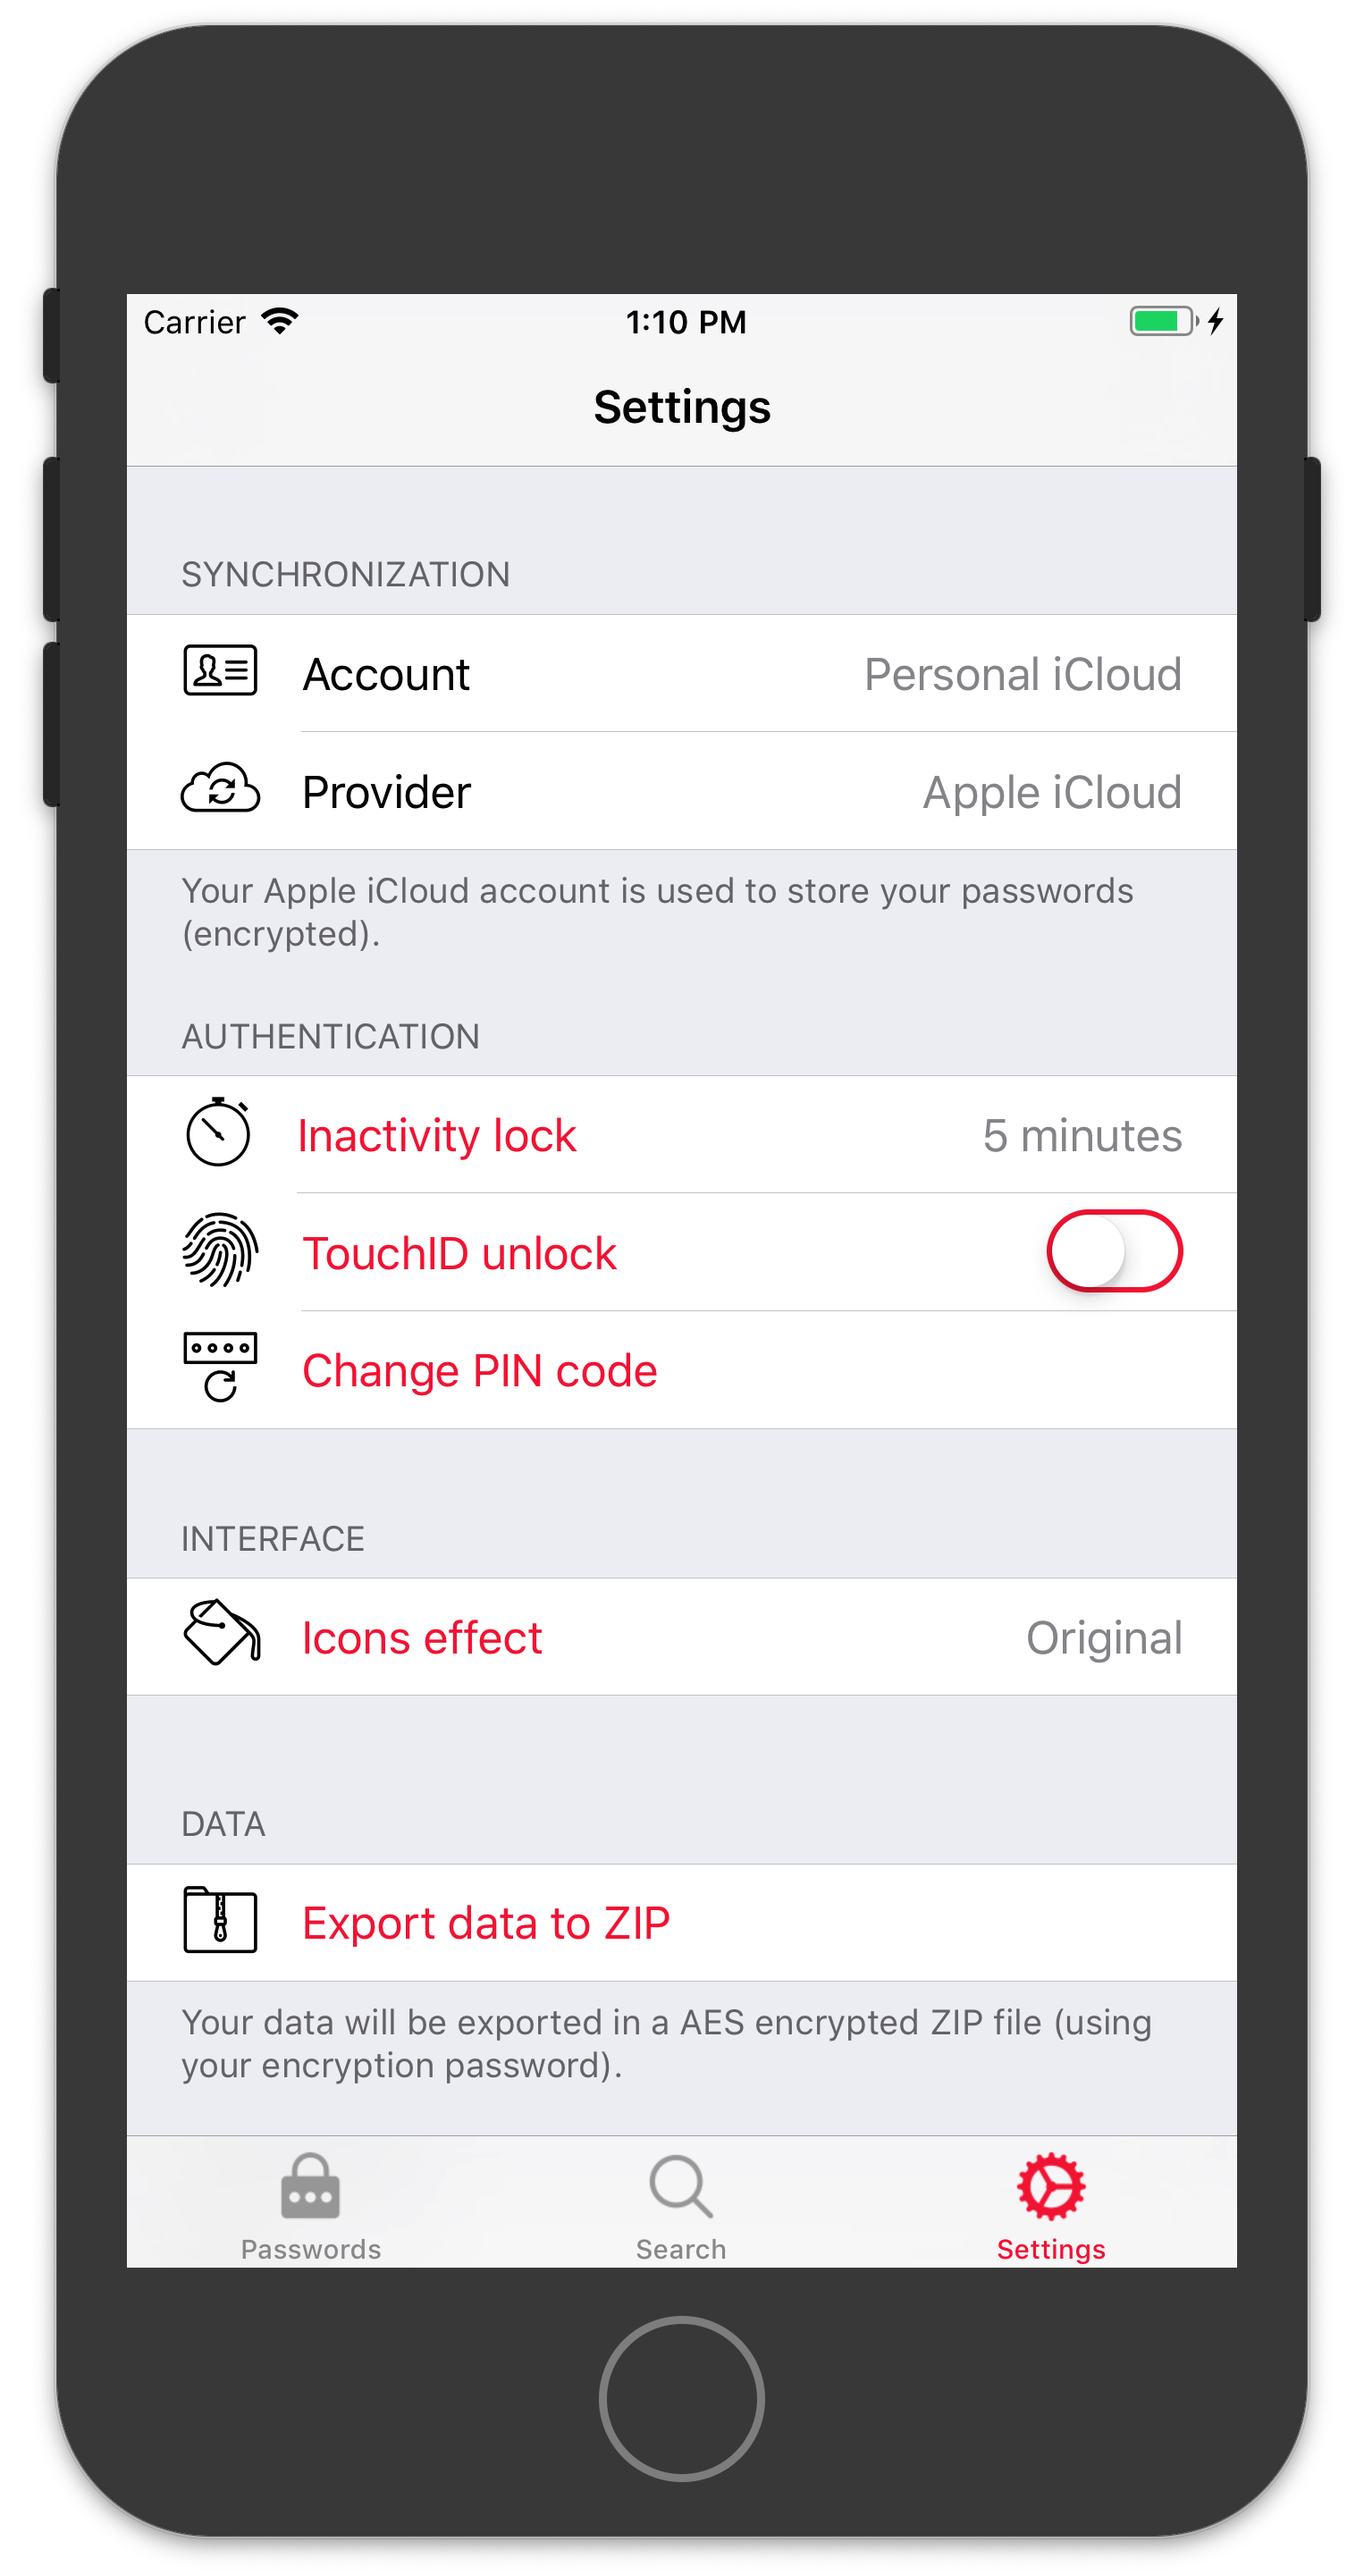 Carrier 1:10 PM
Settings
SYNCHRONIZATION
Account Personal iCloud
Provider Apple iCloud
Your Apple iCloud account is used to store your passwords
(encrypted).
AUTHENTICATION
Inactivity lock 5 minutes
TouchID unlock
Change PIN code
INTERFACE
Icons effect Original
DATA
Export data to ZIP
Your data will be exported in a AES encrypted ZIP file (using
your encryption password).
Passwords Search Settings